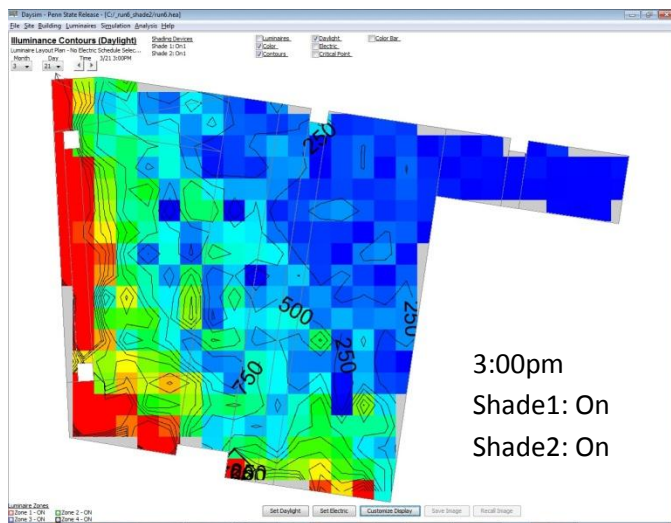 Daysim - Penn State Release - [C:/_run6_shade2/run6.hea]
File Site Building Luminaires Simulation Analysis Help
Illuminance Contours (Daylight)
Luminaire Layout Plan - No Electric Schedule Selec...
Month Day Time 3/21 3:00PM
3 21
Shading Devices
Shade 1: On1
Shade 2: On1
Luminaires Daylight Color Bar
Color Electric
Contours Critical Point
250
500
250
250
750
250
3:00pm
Shade1: On
Shade2: On
Luminaire Zones
Zone 1 - ON Zone 2 - ON
Zone 3 - ON Zone 4 - ON
Set Daylight Set Electric Customize Display Save Image Recall Image